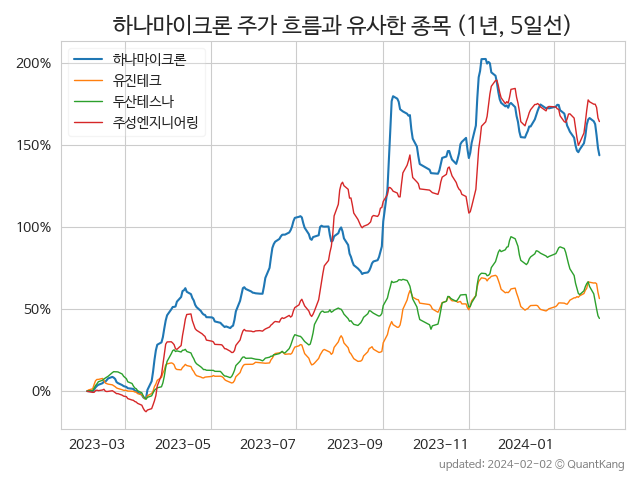 하나마이크론 주가 흐름과 유사한 종목 (1년, 5일선)
하나마이크론
유진테크
두산테스나
주성엔지니어링
200%
150%
100%
50%
0%
2023-03 2023-05 2023-07 2023-09 2023-11 2024-01
updated: 2024-02-02 © QuantKang